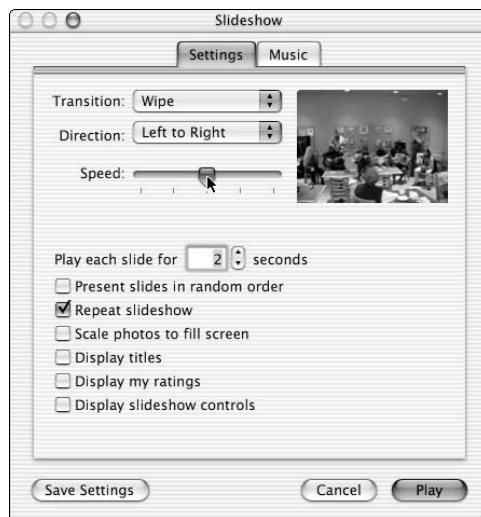 Slideshow
Settings Music
Transition: Wipe
Direction: Left to Right
Speed:
Play each slide for 2 seconds
Present slides in random order
Repeat slideshow
Scale photos to fill screen
Display titles
Display my ratings
Display slideshow controls
Save Settings Cancel Play